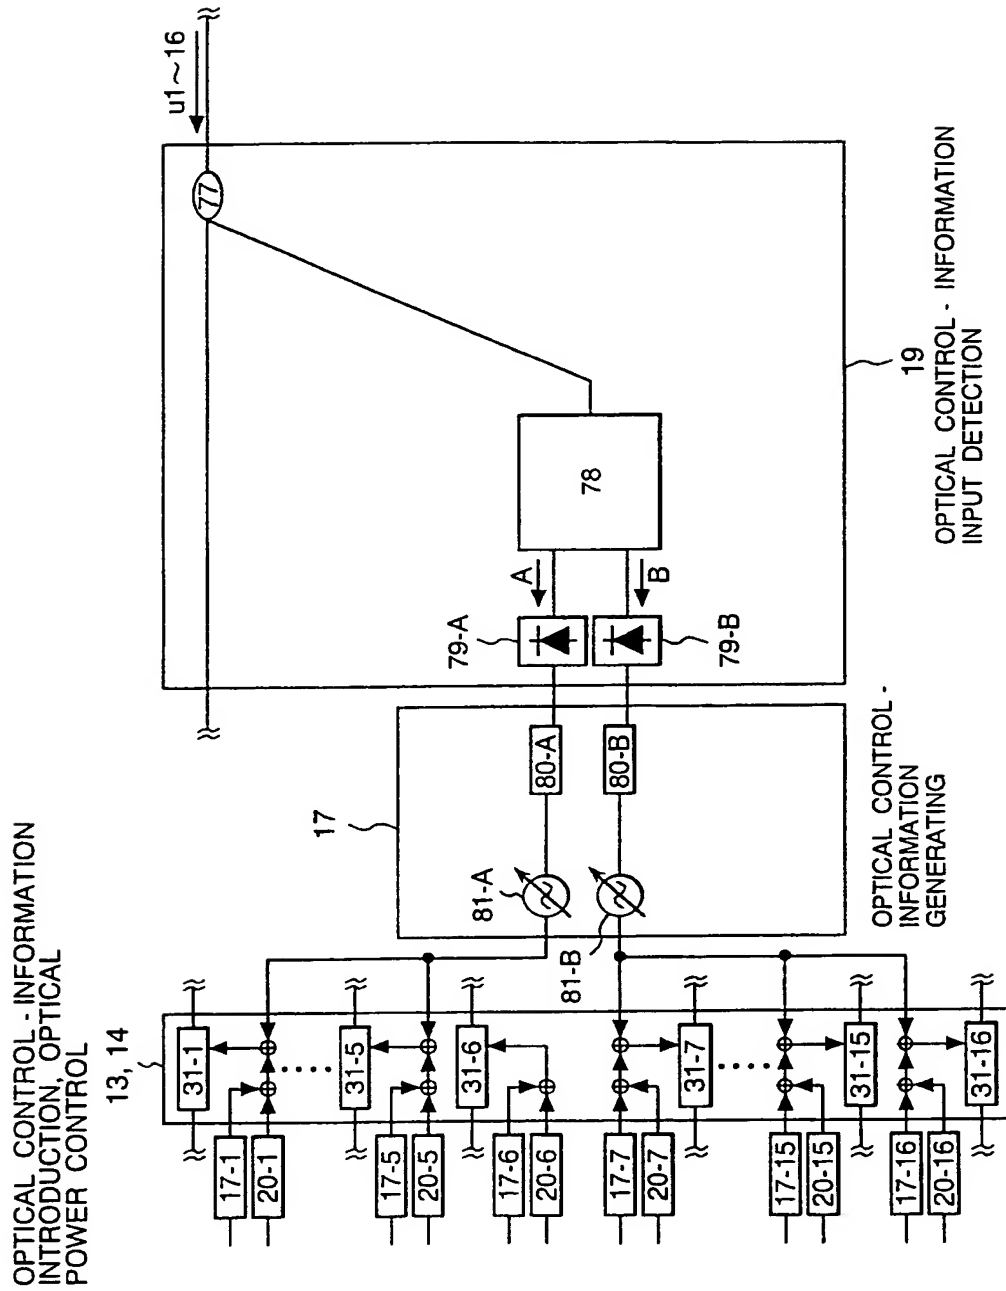 OPTICAL CONTROL - INFORMATION
INTRODUCTION, OPTICAL
POWER CONTROL
13, 14
17-1
20-1
31-1
17-5
20-5
31-5
17-6
20-6
31-6
17-7
20-7
31-7
17-15
20-15
31-15
17-16
20-16
31-16
17
81-A
81-B
80-A
80-B
OPTICAL CONTROL -
INFORMATION
GENERATING
79-A
79-B
A
B
78
77
u1~16
19
OPTICAL CONTROL - INFORMATION
INPUT DETECTION